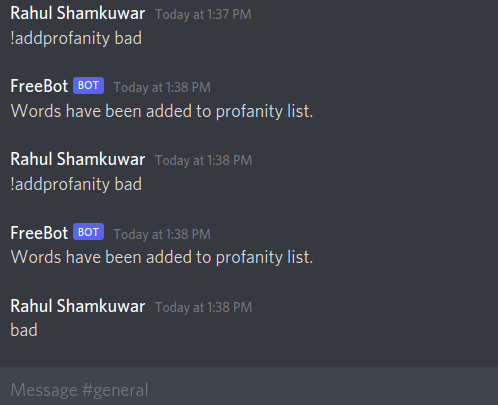 Rahul Shamkuwar Today at 1:37 PM
!addprofanity bad
FreeBot BOT Today at 1:38 PM
Words have been added to profanity list.
Rahul Shamkuwar Today at 1:38 PM
!addprofanity bad
FreeBot BOT Today at 1:38 PM
Words have been added to profanity list.
Rahul Shamkuwar Today at 1:38 PM
bad
Message #general